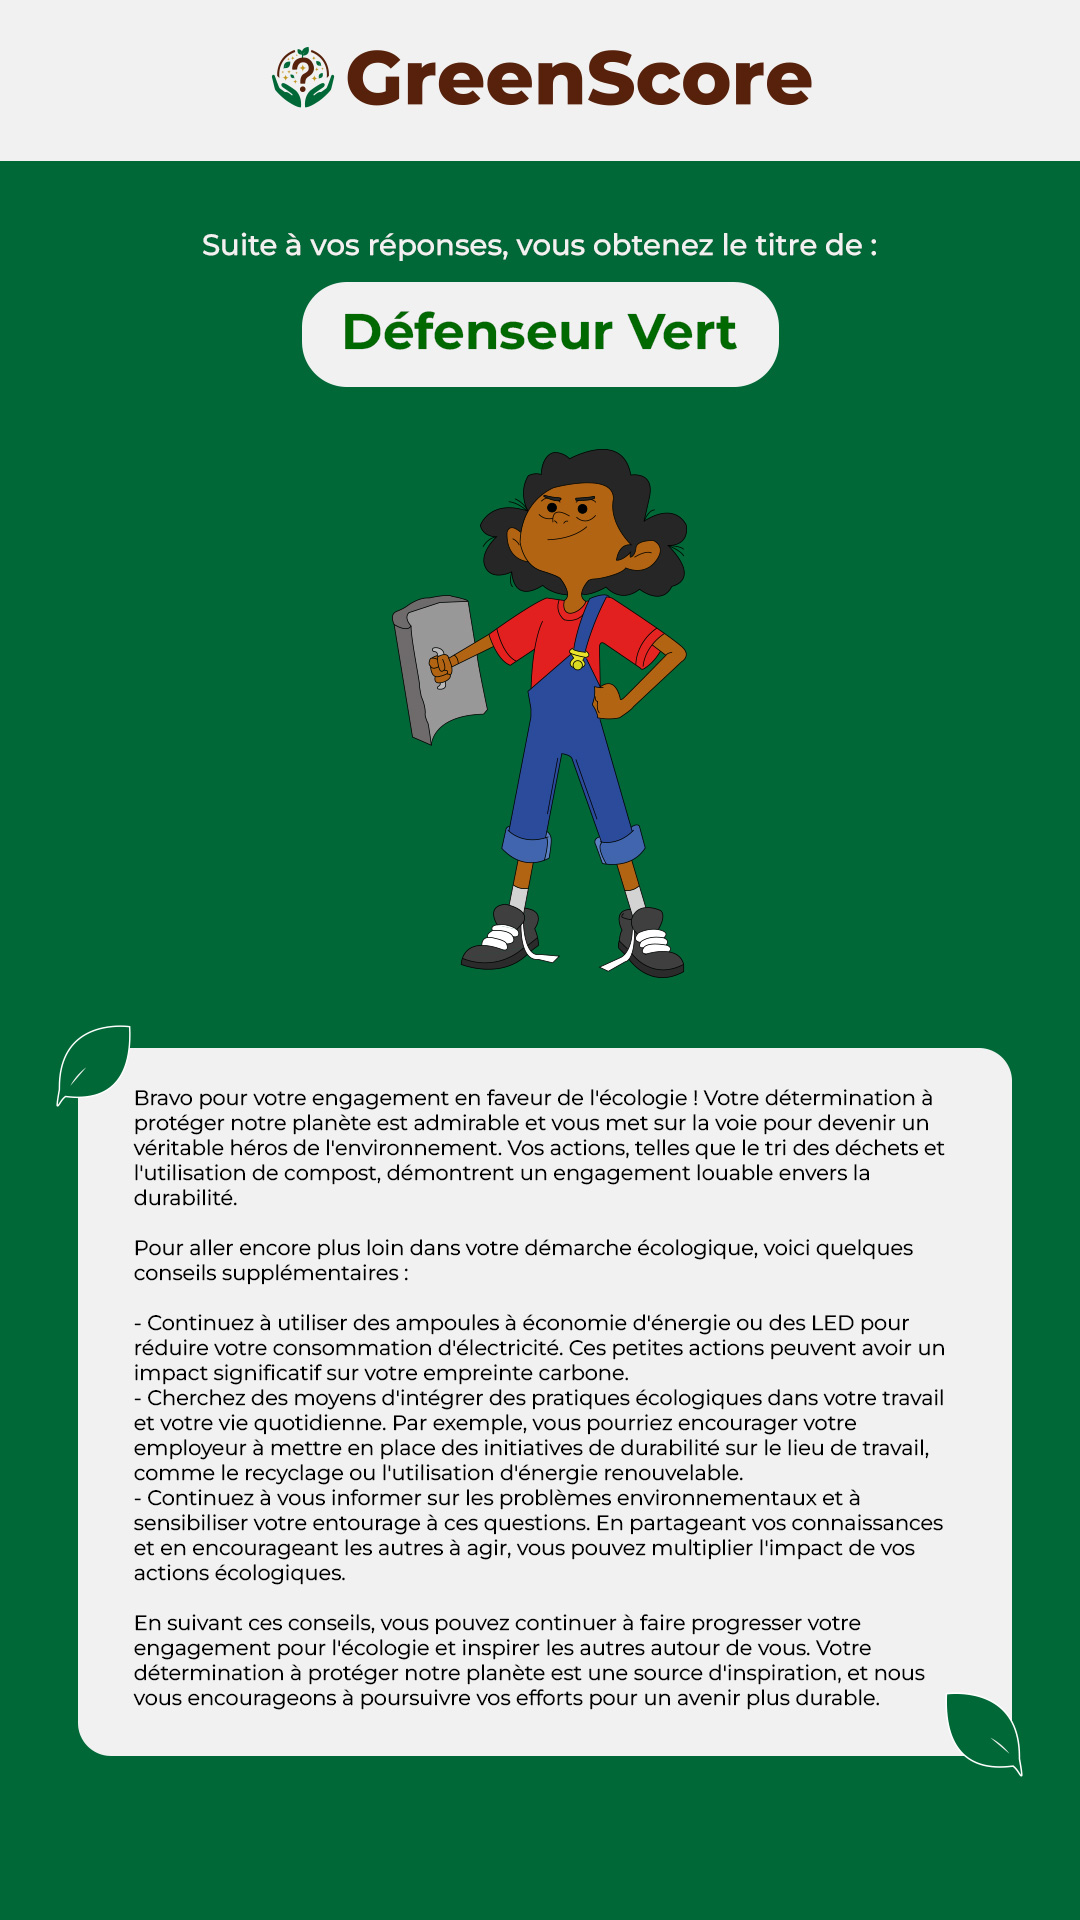 GreenScore
Suite à vos réponses, vous obtenez le titre de :
Défenseur Vert
Bravo pour votre engagement en faveur de l'écologie ! Votre détermination à
protéger notre planète est admirable et vous met sur la voie pour devenir un
véritable héros de l'environnement. Vos actions, telles que le tri des déchets et
l'utilisation de compost, démontrent un engagement louable envers la
durabilité.
Pour aller encore plus loin dans votre démarche écologique, voici quelques
conseils supplémentaires :
- Continuez à utiliser des ampoules à économie d'énergie ou des LED pour
réduire votre consommation d'électricité. Ces petites actions peuvent avoir un
impact significatif sur votre empreinte carbone.
- Cherchez des moyens d'intégrer des pratiques écologiques dans votre travail
et votre vie quotidienne. Par exemple, vous pourriez encourager votre
employeur à mettre en place des initiatives de durabilité sur le lieu de travail,
comme le recyclage ou l'utilisation d'énergie renouvelable.
- Continuez à vous informer sur les problèmes environnementaux et à
sensibiliser votre entourage à ces questions. En partageant vos connaissances
et en encourageant les autres à agir, vous pouvez multiplier l'impact de vos
actions écologiques.
En suivant ces conseils, vous pouvez continuer à faire progresser votre
engagement pour l'écologie et inspirer les autres autour de vous. Votre
détermination à protéger notre planète est une source d'inspiration, et nous
vous encourageons à poursuivre vos efforts pour un avenir plus durable.